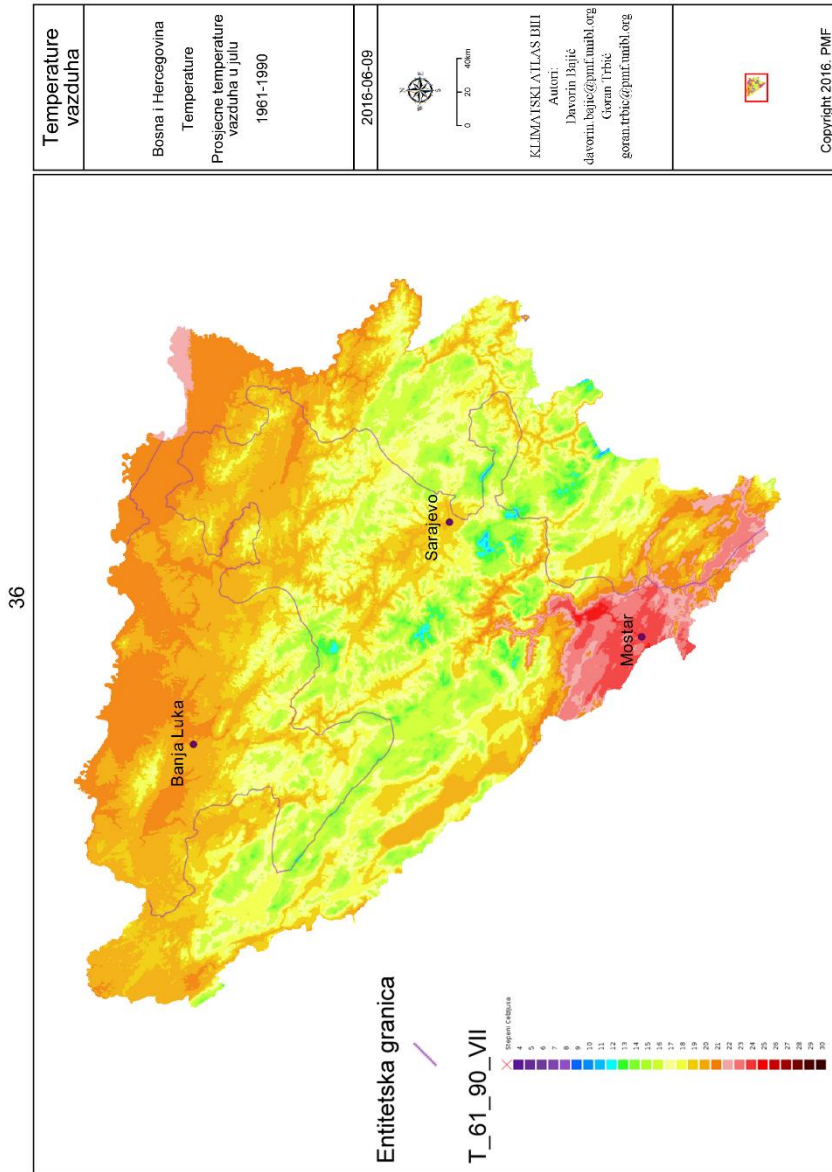 36
Temperature
vazduha
Bosna i Hercegovina
Temperature
Prosjecne temperature
vazduha u julu
1961-1990
2016-06-09
N
W
E
S
0 20 40km
KLIMATSKI ATLAS BIH
Autori:
Davorin Bajić
davorin.bajic@pmf.unibl.org
Goran Trbić
goran.trbic@pmf.unibl.org
Copyright 2016. PMF
Banja Luka
Sarajevo
Mostar
Entitetska granica
T_61_90_VII
Stepeni Celzijusa
4
5
6
7
8
9
10
11
12
13
14
15
16
17
18
19
20
21
22
23
24
25
26
27
28
29
30